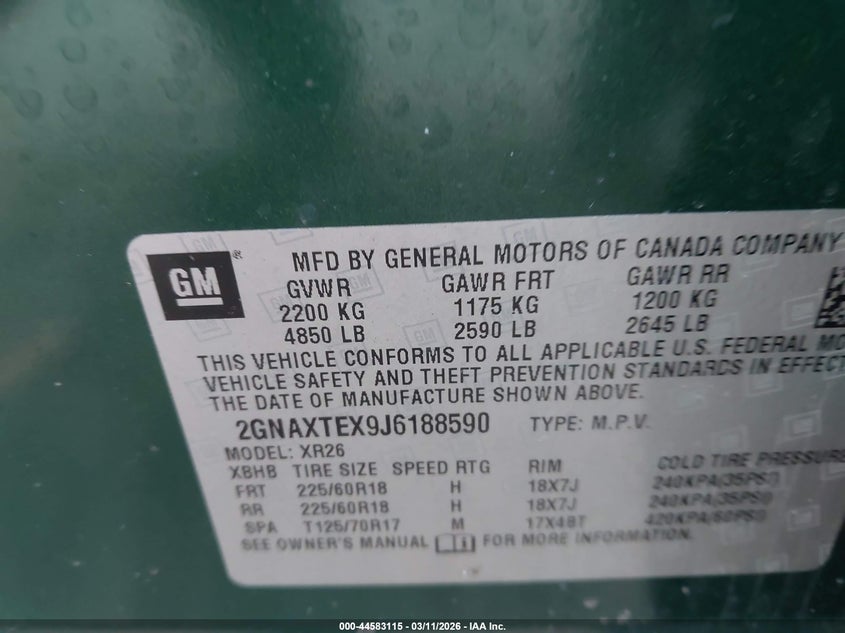 GM®
MFD BY GENERAL MOTORS OF CANADA COMPANY
GVWR GAWR FRT GAWR RR
2200 KG 1175 KG 1200 KG
4850 LB 2590 LB 2645 LB
THIS VEHICLE CONFORMS TO ALL APPLICABLE U.S. FEDERAL MO
VEHICLE SAFETY AND THEFT PREVENTION STANDARDS IN EFFECT
THE DATE OF MANUFACTURE SHOWN ABOVE.
2GNAXTEX9J6188590 TYPE: M.P.V.
MODEL: XR26
XBHB TIRE SIZE SPEED RTG RIM COLD TIRE PRESSURE
FRT 225/60R18 H 18X7J 240KPA(35PSI)
RR 225/60R18 H 18X7J 240KPA(35PSI)
SPA T125/70R17 M 17X4BT 420KPA(60PSI)
SEE OWNER'S MANUAL FOR MORE INFORMATION.
000-44583115 - 03/11/2026 - IAA Inc.